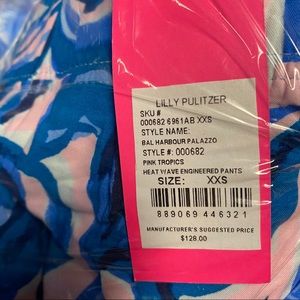 LILLY PULITZER
SKU #
000682 6961AB XXS
STYLE NAME:
BAL HARBOUR PALAZZO
STYLE #: 000682
PINK TROPICS
HEAT WAVE ENGINEERED PANTS
SIZE: XXS
889069 446321
MANUFACTURER'S SUGGESTED PRICE
$128.00